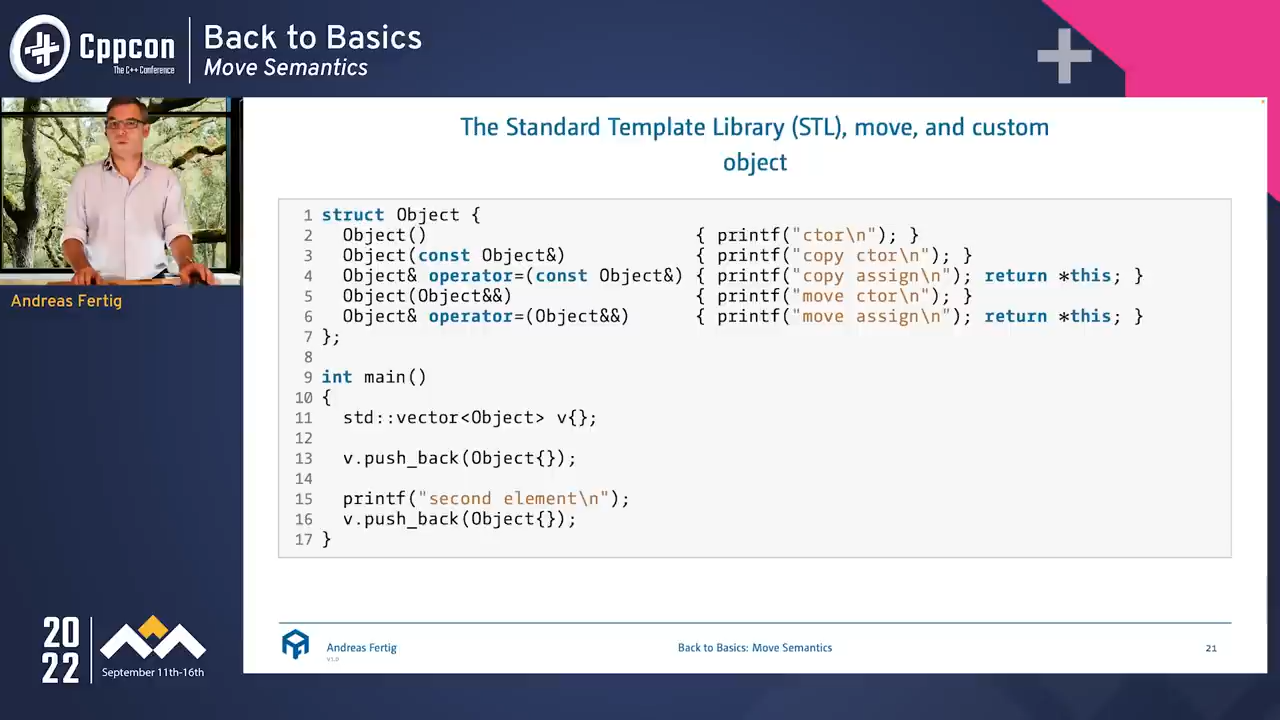 Cppcon
The C++ Conference
Back to Basics
Move Semantics
Andreas Fertig
The Standard Template Library (STL), move, and custom
object
1 struct Object {
2   Object()                         { printf("ctor\n"); }
3   Object(const Object&)            { printf("copy ctor\n"); }
4   Object& operator=(const Object&) { printf("copy assign\n"); return *this; }
5   Object(Object&&)                 { printf("move ctor\n"); }
6   Object& operator=(Object&&)      { printf("move assign\n"); return *this; }
7 };
8
9 int main()
10 {
11   std::vector<Object> v{};
12
13   v.push_back(Object{});
14
15   printf("second element\n");
16   v.push_back(Object{});
17 }
20
22
September 11th-16th
Andreas Fertig
v1.0
Back to Basics: Move Semantics
21